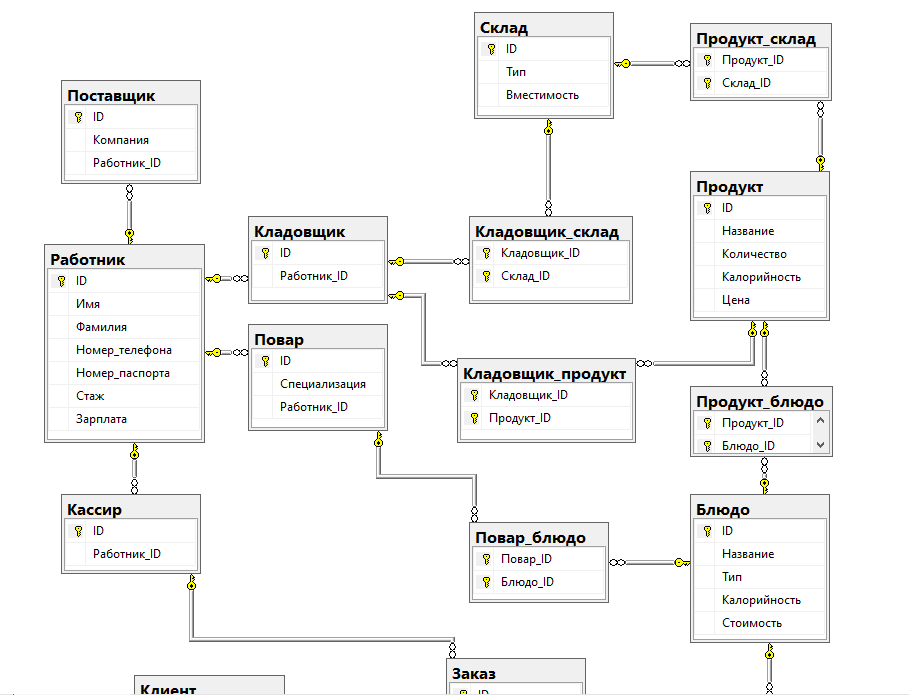 Склад
ID
Тип
Вместимость
Продукт_склад
Продукт_ID
Склад_ID
Поставщик
ID
Компания
Работник_ID
Продукт
ID
Название
Количество
Калорийность
Цена
Кладовщик
ID
Работник_ID
Кладовщик_склад
Кладовщик_ID
Склад_ID
Работник
ID
Имя
Фамилия
Номер_телефона
Номер_паспорта
Стаж
Зарплата
Повар
ID
Специализация
Работник_ID
Кладовщик_продукт
Кладовщик_ID
Продукт_ID
Продукт_блюдо
Продукт_ID
Блюдо_ID
Кассир
ID
Работник_ID
Повар_блюдо
Повар_ID
Блюдо_ID
Блюдо
ID
Название
Тип
Калорийность
Стоимость
Заказ
ID
Клиент